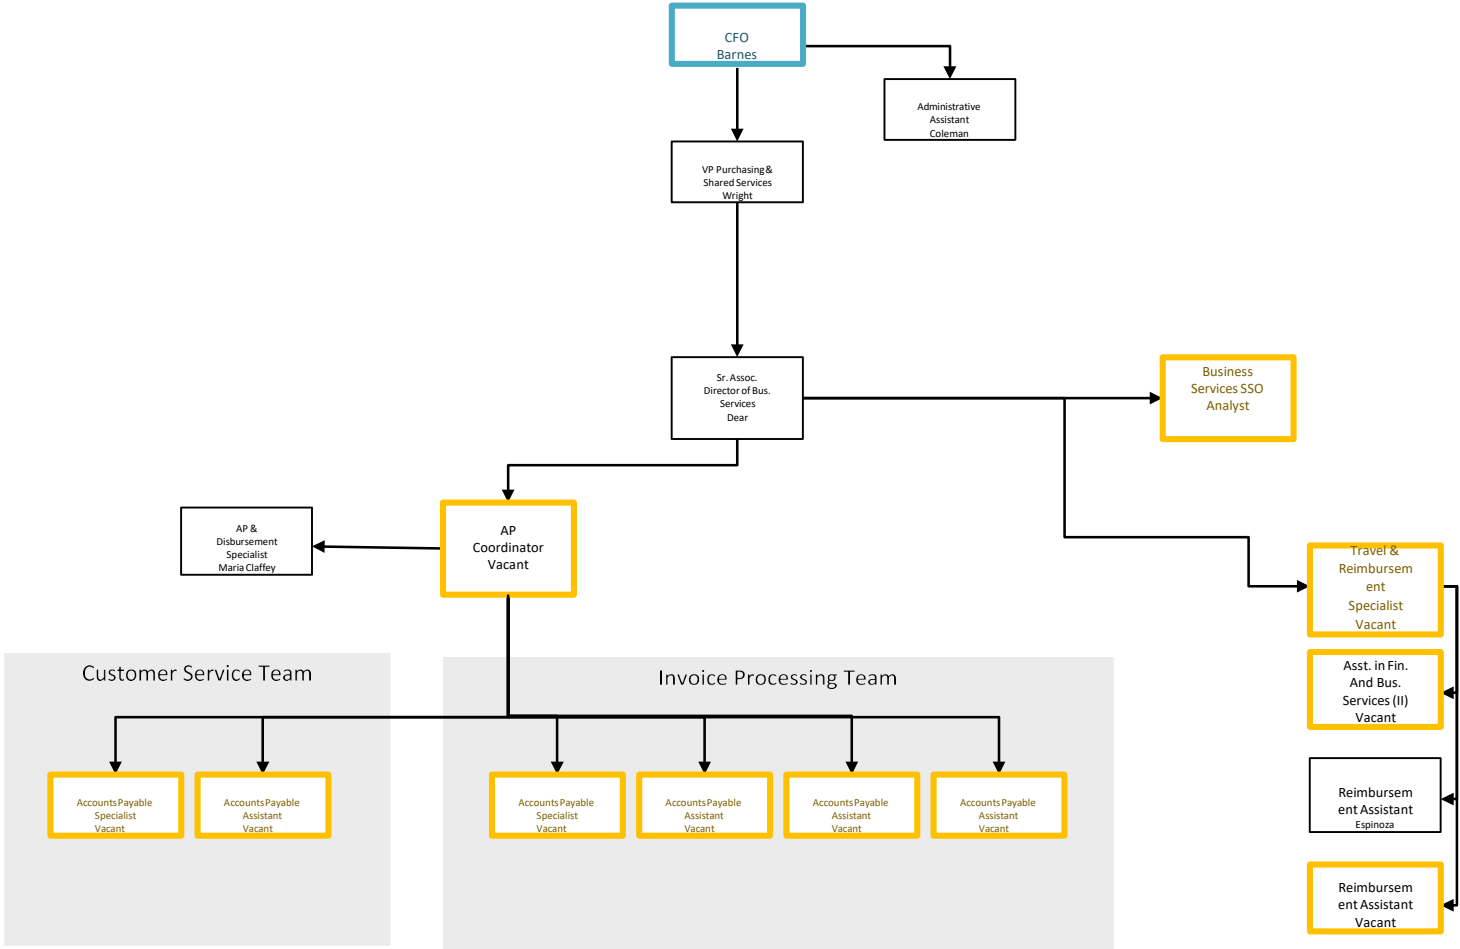 CFO
Barnes
Administrative
Assistant
Coleman
VP Purchasing &
Shared Services
Wright
Sr. Assoc.
Director of Bus.
Services
Dear
Business
Services SSO
Analyst
AP &
Disbursement
Specialist
Maria Claffey
AP
Coordinator
Vacant
Travel &
Reimbursem
ent
Specialist
Vacant
Asst. in Fin.
And Bus.
Services (II)
Vacant
Reimbursem
ent Assistant
Espinoza
Reimbursem
ent Assistant
Vacant
Customer Service Team
Accounts Payable
Specialist
Vacant
Accounts Payable
Assistant
Vacant
Invoice Processing Team
Accounts Payable
Specialist
Vacant
Accounts Payable
Assistant
Vacant
Accounts Payable
Assistant
Vacant
Accounts Payable
Assistant
Vacant